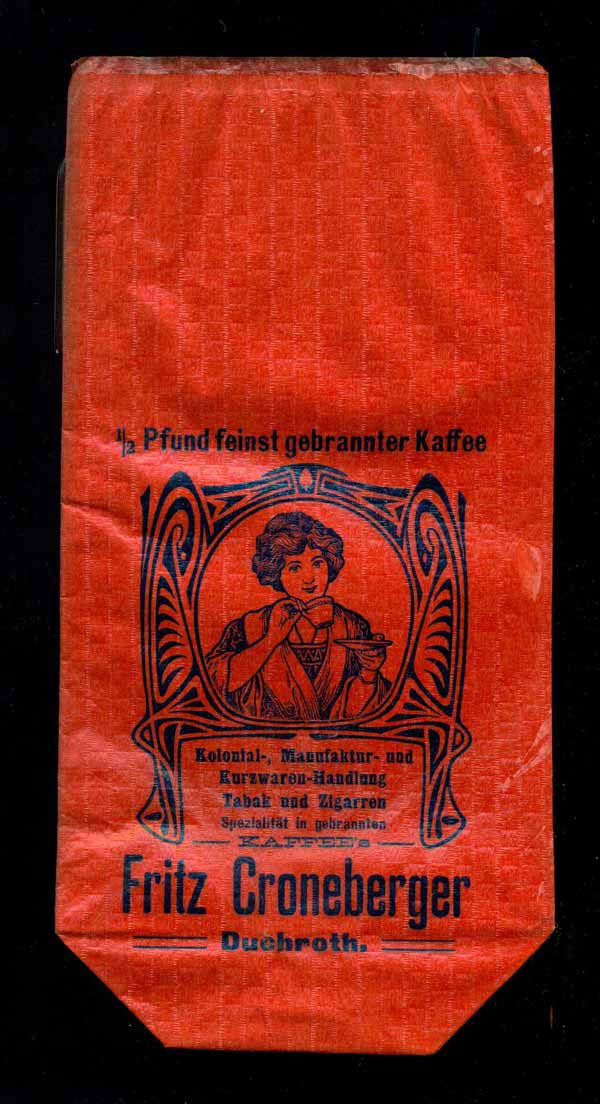 1/2 Pfund feinst gebrannter Kaffee
Kolonial-, Manufaktur- und
Kurzwaren-Handlung
Tabak und Zigarren
Spezialität in gebrannten
KAFFEE's
Fritz Croneberger
Duchroth.